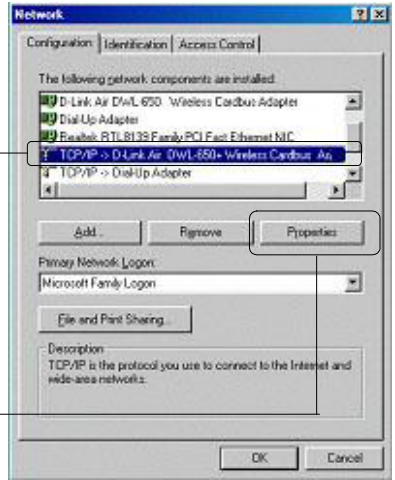 Network
Configuration Identification Access Control
The following network components are installed:
D-Link Air DWL-650 Wireless Cardbus Adapter
Dial-Up Adapter
Realtek RTL8139 Family PCI Fast Ethernet NIC
TCP/IP -> D-Link Air DWL-650+ Wireless Cardbus Ad
TCP/IP -> Dial-Up Adapter
Add... Remove Properties
Primary Network Logon:
Microsoft Family Logon
File and Print Sharing...
Description
TCP/IP is the protocol you use to connect to the Internet and
wide-area networks.
OK Cancel